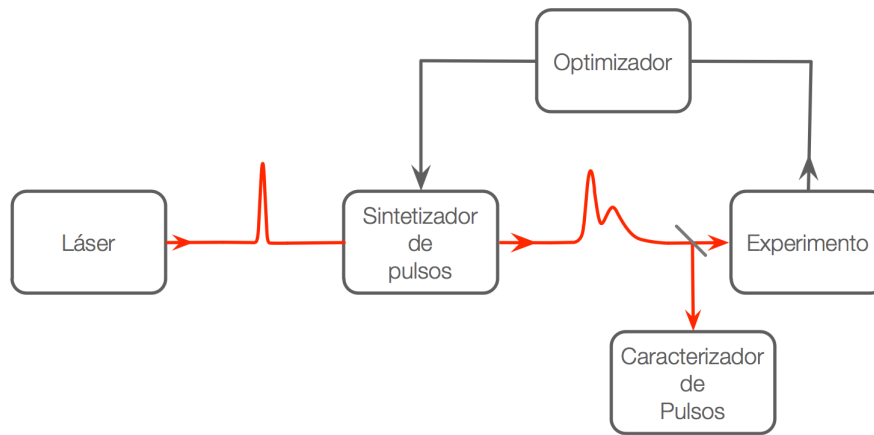 Optimizador
Láser
Sintetizador
de
pulsos
Experimento
Caracterizador
de
Pulsos